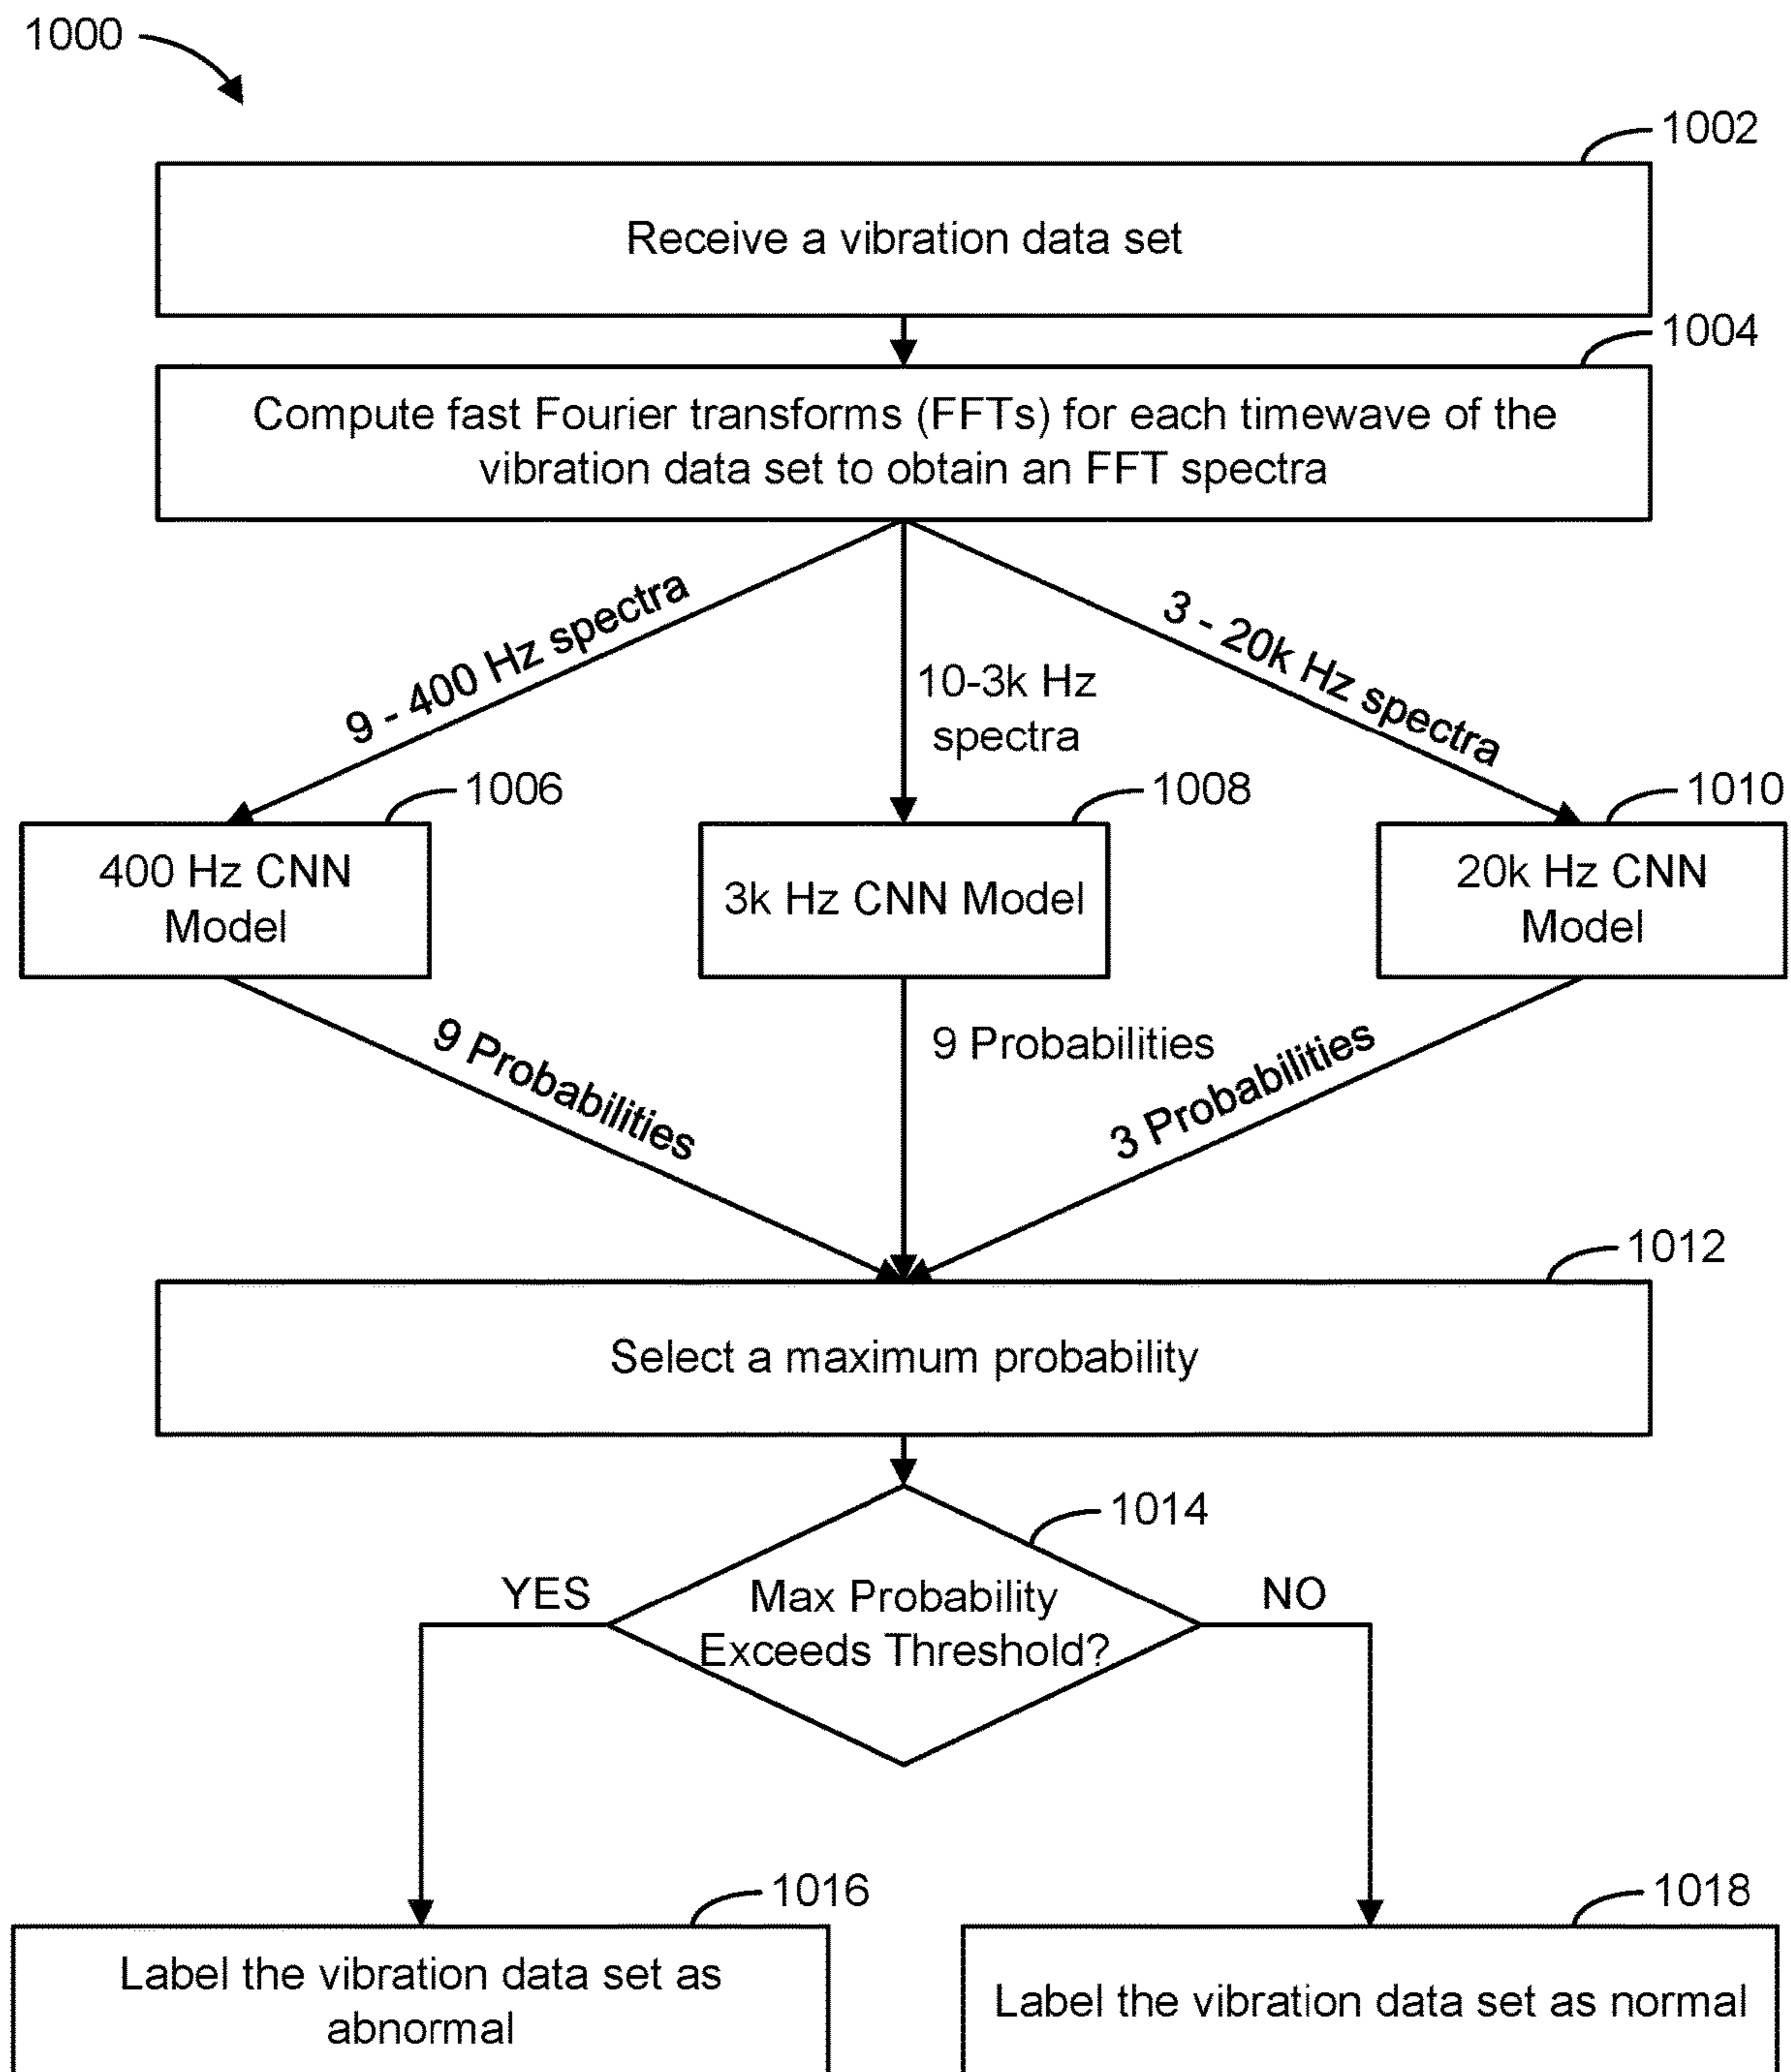 1000
1002
Receive a vibration data set
1004
Compute fast Fourier transforms (FFTs) for each timewave of the
vibration data set to obtain an FFT spectra
9 - 400 Hz spectra
10-3k Hz
spectra
3 - 20k Hz spectra
1006
400 Hz CNN
Model
1008
3k Hz CNN Model
1010
20k Hz CNN
Model
9 Probabilities
9 Probabilities
3 Probabilities
1012
Select a maximum probability
1014
Max Probability
Exceeds Threshold?
YES
NO
1016
Label the vibration data set as
abnormal
1018
Label the vibration data set as normal